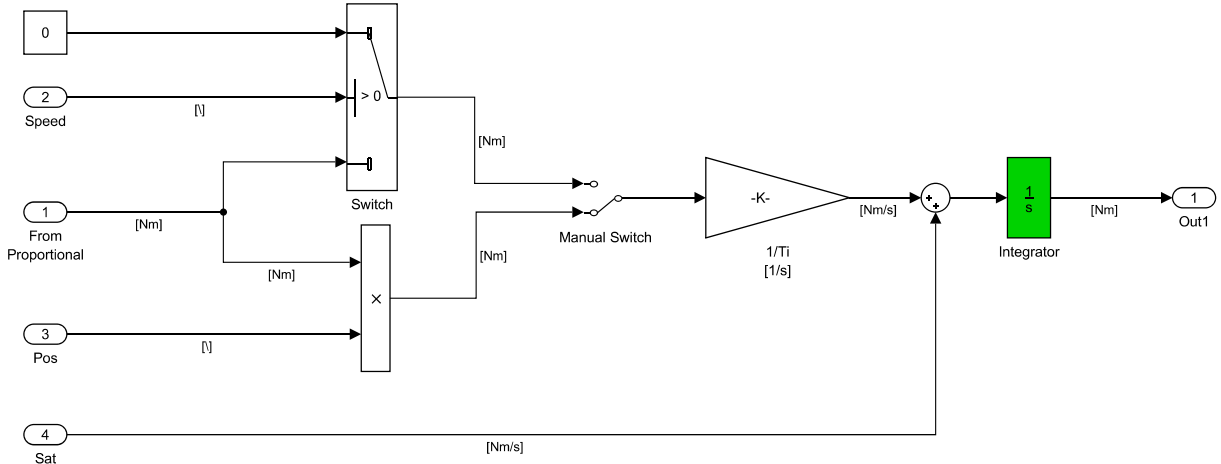 0
2
Speed
[\]
> 0
Switch
[Nm]
1
From
Proportional
[Nm]
[Nm]
×
[Nm]
Manual Switch
-K-
1/Ti
[1/s]
[Nm/s]
+
+
1
s
Integrator
[Nm]
1
Out1
3
Pos
[\]
4
Sat
[Nm/s]